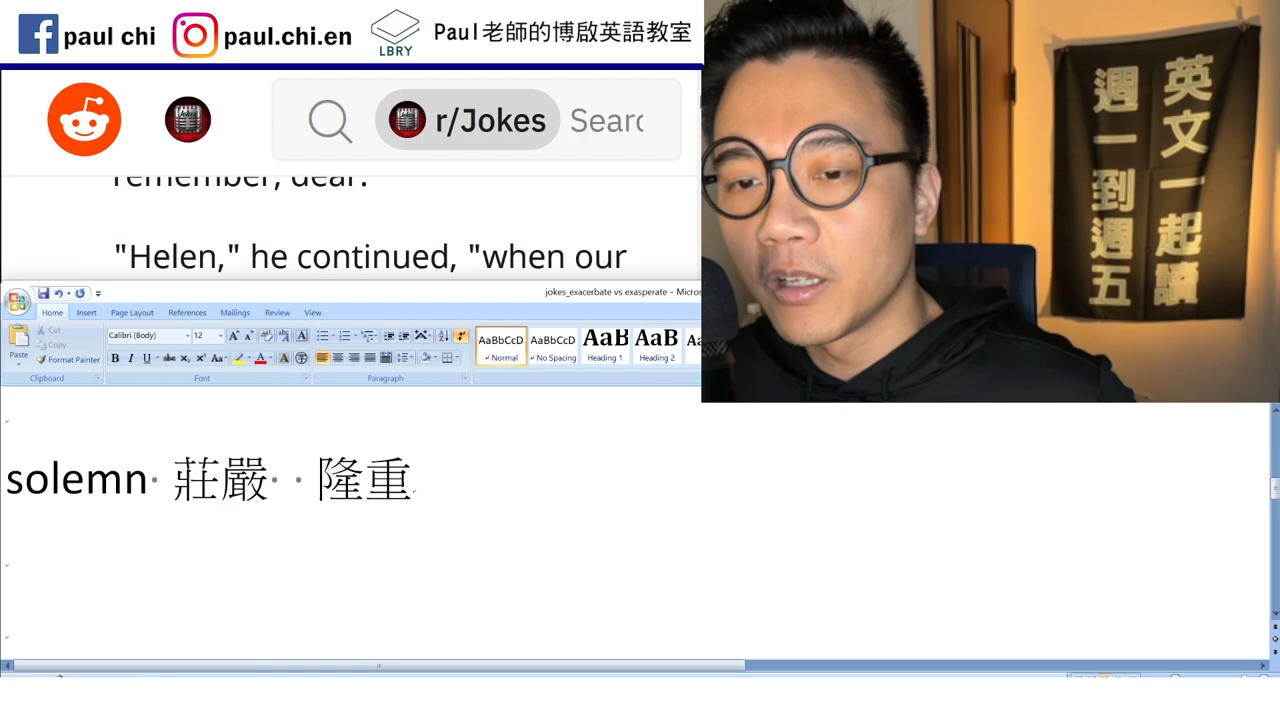 paul chi
paul.chi.en
LBRY
Paul老師的博啟英語教室
r/Jokes
Searc
remember, dear.
"Helen," he continued, "when our
英文一起讀
週一到週五
jokes_exacerbate vs exasperate - Micros
Home Insert Page Layout References Mailings Review View
Paste
Cut
Copy
Format Painter
Clipboard
Calibri (Body) 12
Font
Paragraph
AaBbCcD
Normal
AaBbCcD
No Spacing
AaB
Heading 1
AaB
Heading 2
solemn 莊嚴 隆重